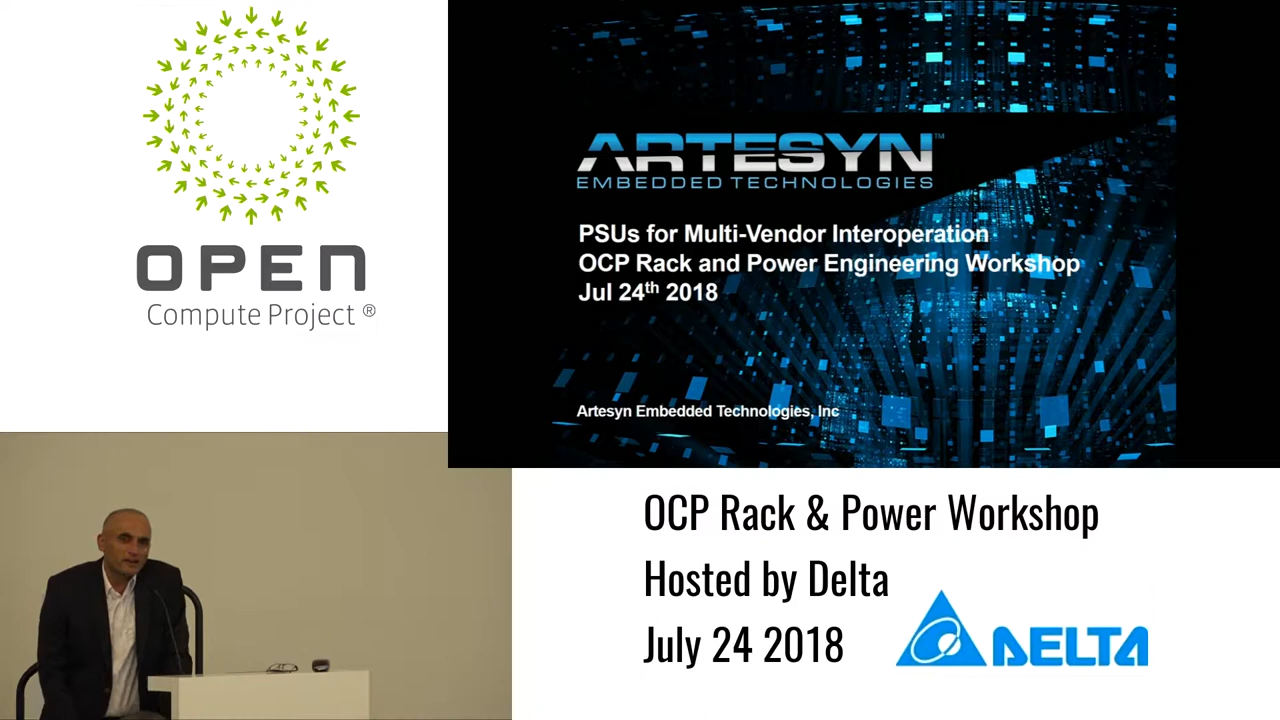 OPEN
Compute Project ®
ARTESYN™
EMBEDDED TECHNOLOGIES
PSUs for Multi-Vendor Interoperation
OCP Rack and Power Engineering Workshop
Jul 24th 2018
Artesyn Embedded Technologies, Inc
OCP Rack & Power Workshop
Hosted by Delta
July 24 2018
DELTA